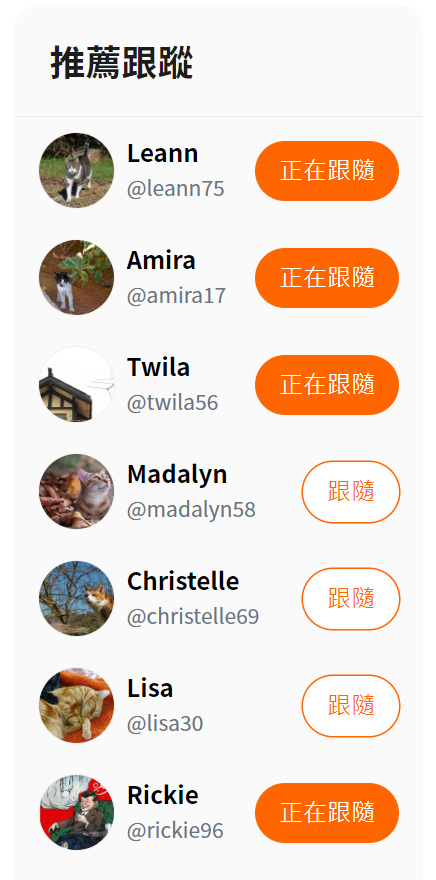 推薦跟蹤
Leann
@leann75
正在跟隨
Amira
@amira17
正在跟隨
Twila
@twila56
正在跟隨
Madalyn
@madalyn58
跟隨
Christelle
@christelle69
跟隨
Lisa
@lisa30
跟隨
Rickie
@rickie96
正在跟隨